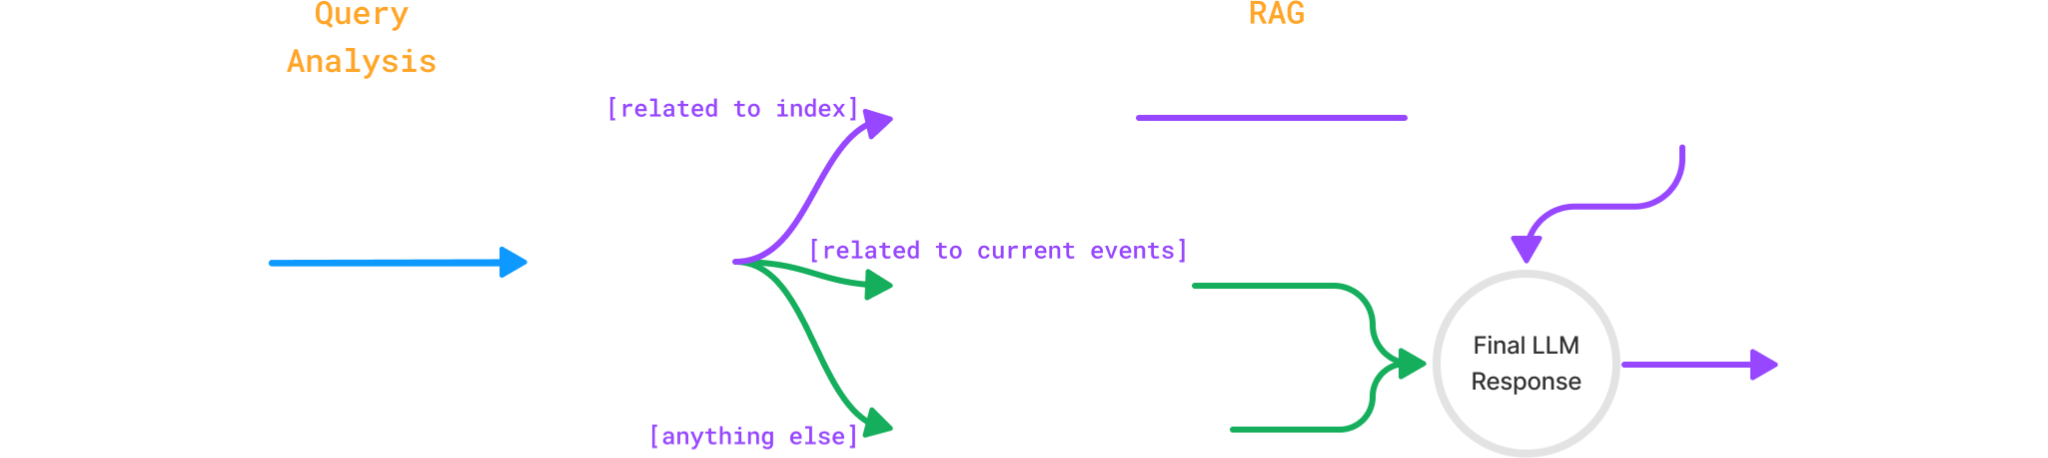 Query
Analysis
RAG
[related to index]
[related to current events]
Final LLM
Response
[anything else]